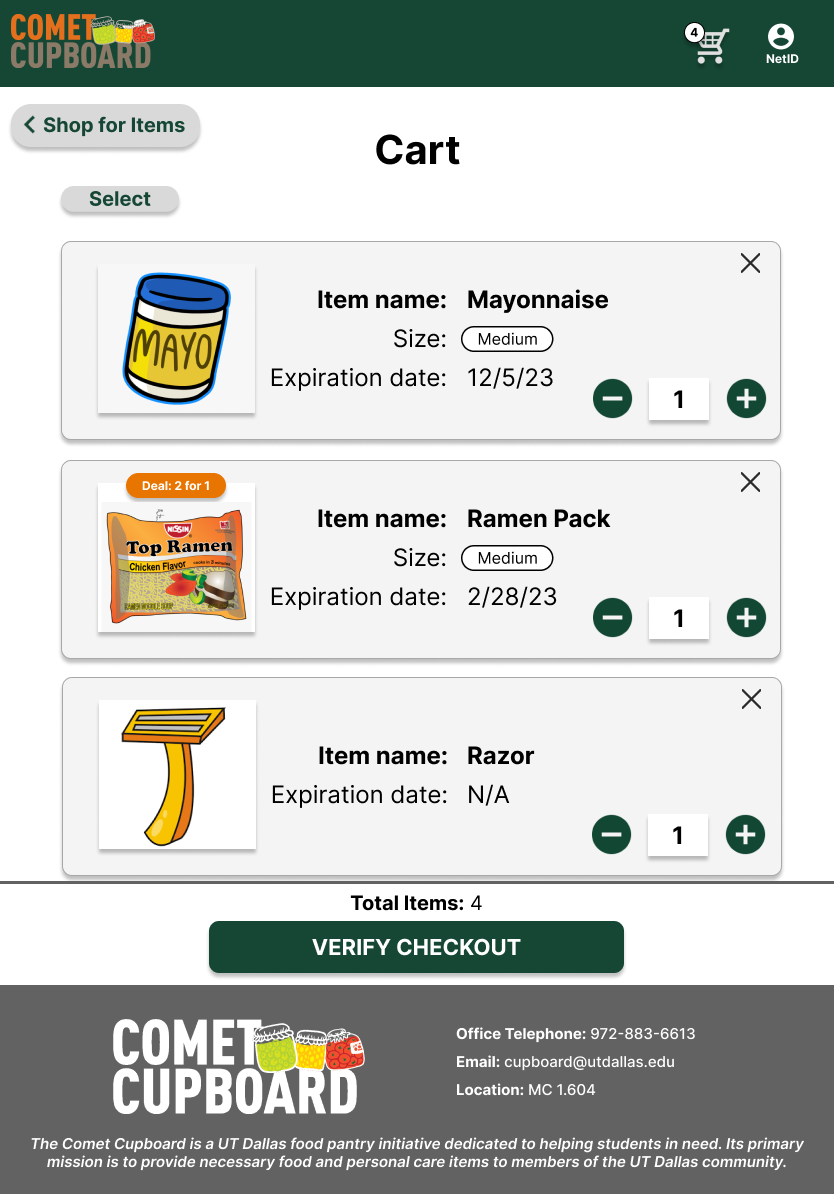 COMET
CUPBOARD
4
NetID
Shop for Items
Cart
Select
MAYO
Item name: Mayonnaise
Size: Medium
Expiration date: 12/5/23
1
Deal: 2 for 1
NISSIN
Top Ramen
Chicken Flavor
Item name: Ramen Pack
Size: Medium
Expiration date: 2/28/23
1
Item name: Razor
Expiration date: N/A
1
Total Items: 4
VERIFY CHECKOUT
COMET
CUPBOARD
Office Telephone: 972-883-6613
Email: cupboard@utdallas.edu
Location: MC 1.604
The Comet Cupboard is a UT Dallas food pantry initiative dedicated to helping students in need. Its primary
mission is to provide necessary food and personal care items to members of the UT Dallas community.